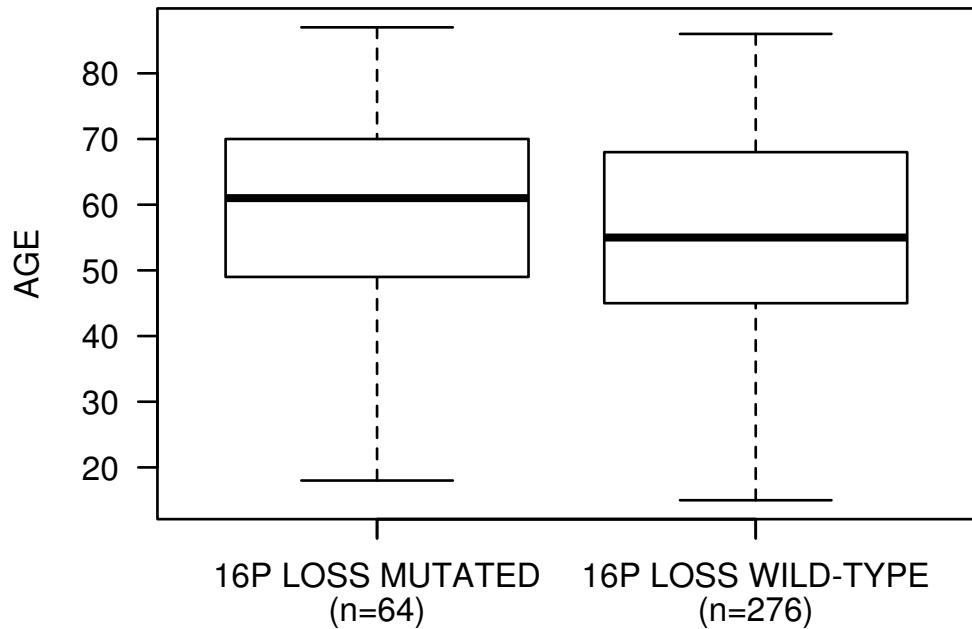 AGE
80
70
60
50
40
30
20
16P LOSS MUTATED
(n=64)
16P LOSS WILD-TYPE
(n=276)